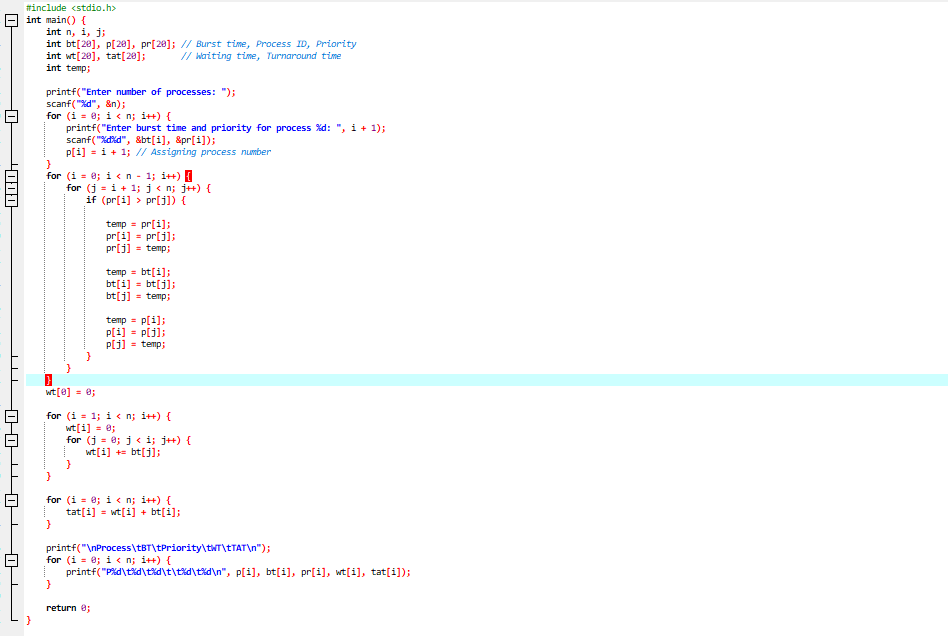 #include <stdio.h>
int main() {
    int n, i, j;
    int bt[20], p[20], pr[20]; // Burst time, Process ID, Priority
    int wt[20], tat[20];       // Waiting time, Turnaround time
    int temp;

    printf("Enter number of processes: ");
    scanf("%d", &n);
    for (i = 0; i < n; i++) {
        printf("Enter burst time and priority for process %d: ", i + 1);
        scanf("%d%d", &bt[i], &pr[i]);
        p[i] = i + 1; // Assigning process number
    }
    for (i = 0; i < n - 1; i++) {
        for (j = i + 1; j < n; j++) {
            if (pr[i] > pr[j]) {

                temp = pr[i];
                pr[i] = pr[j];
                pr[j] = temp;

                temp = bt[i];
                bt[i] = bt[j];
                bt[j] = temp;

                temp = p[i];
                p[i] = p[j];
                p[j] = temp;
            }
        }
    }
    wt[0] = 0;

    for (i = 1; i < n; i++) {
        wt[i] = 0;
        for (j = 0; j < i; j++) {
            wt[i] += bt[j];
        }
    }

    for (i = 0; i < n; i++) {
        tat[i] = wt[i] + bt[i];
    }

    printf("\nProcess\tBT\tPriority\tWT\tTAT\n");
    for (i = 0; i < n; i++) {
        printf("P%d\t%d\t%d\t\t%d\t%d\n", p[i], bt[i], pr[i], wt[i], tat[i]);
    }

    return 0;
}